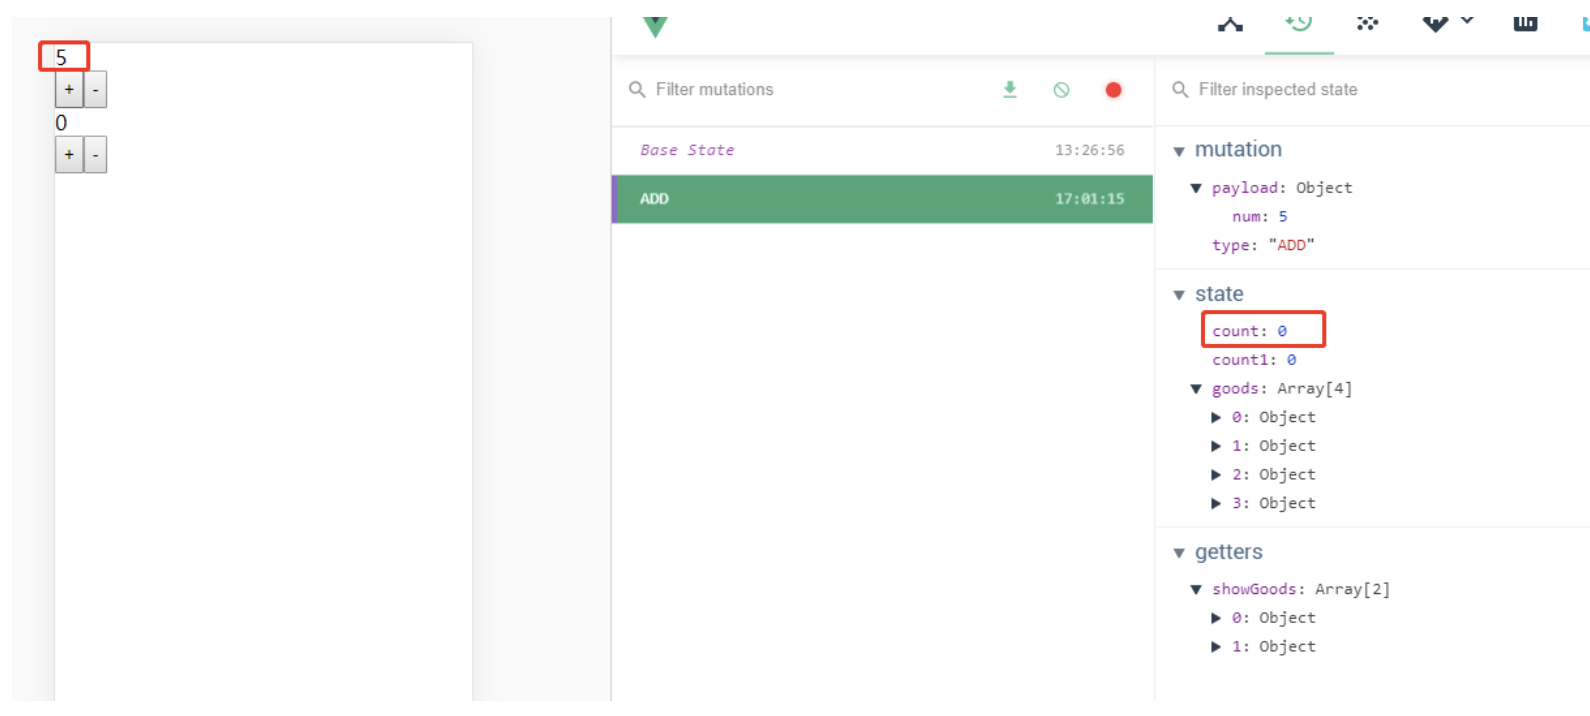 5
+ -
0
+ -
Filter mutations
Base State 13:26:56
ADD 17:01:15
Filter inspected state
mutation
payload: Object
num: 5
type: "ADD"
state
count: 0
count1: 0
goods: Array[4]
0: Object
1: Object
2: Object
3: Object
getters
showGoods: Array[2]
0: Object
1: Object